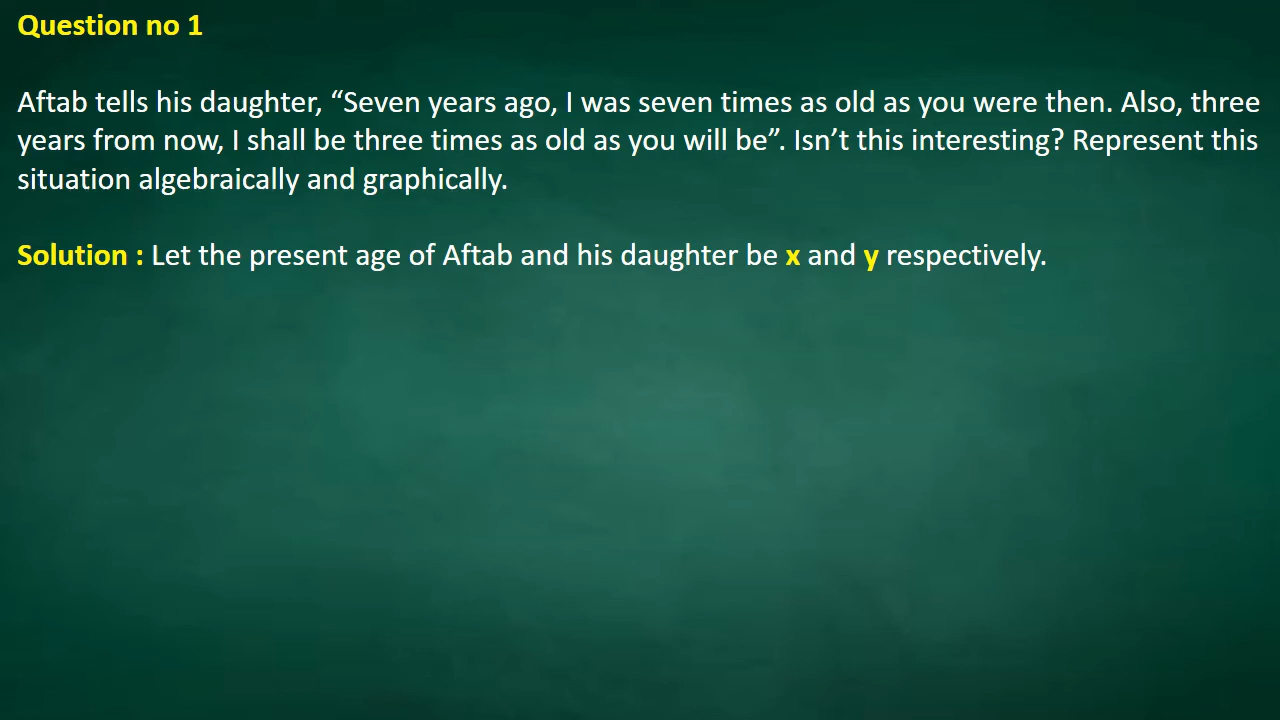 Question no 1
Aftab tells his daughter, “Seven years ago, I was seven times as old as you were then. Also, three
years from now, I shall be three times as old as you will be”. Isn’t this interesting? Represent this
situation algebraically and graphically.
Solution : Let the present age of Aftab and his daughter be x and y respectively.